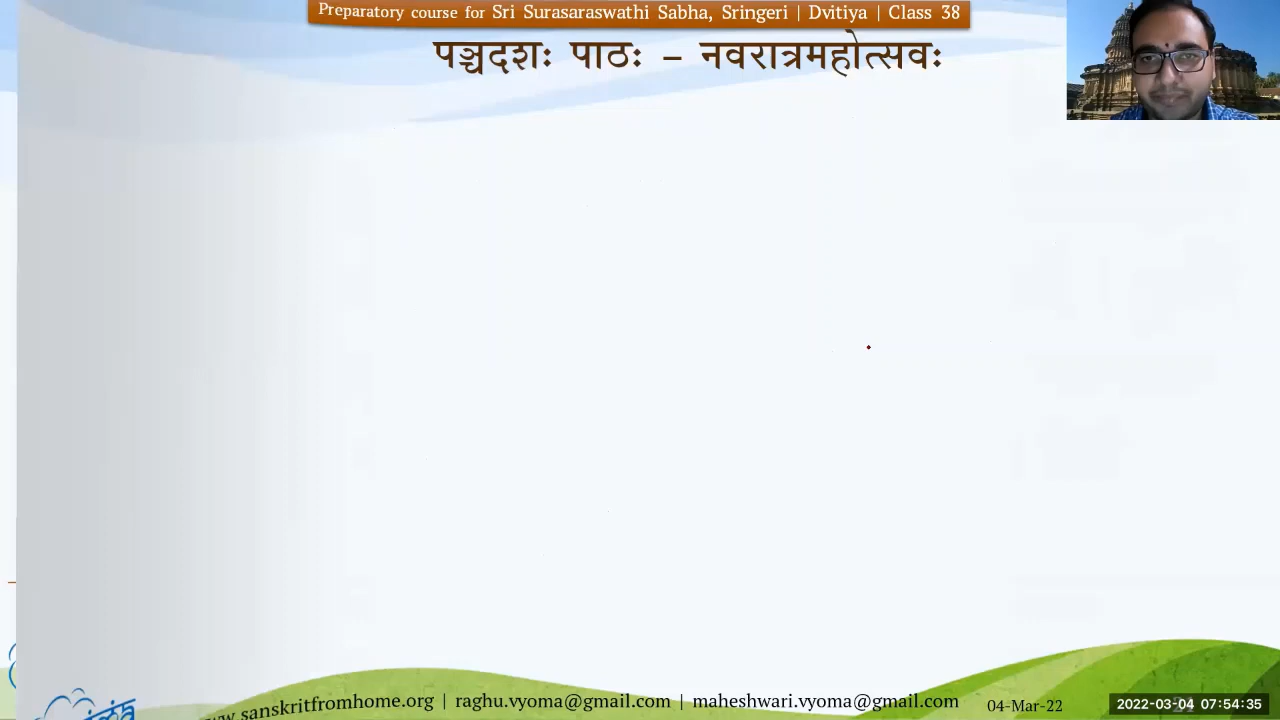 Preparatory course for Sri Surasaraswathi Sabha, Sringeri | Dvitiya | Class 38
पञ्चदशः पाठः – नवरात्रमहोत्सवः
www.sanskritfromhome.org | raghu.vyoma@gmail.com | maheshwari.vyoma@gmail.com
04-Mar-22
2022-03-04 07:54:35